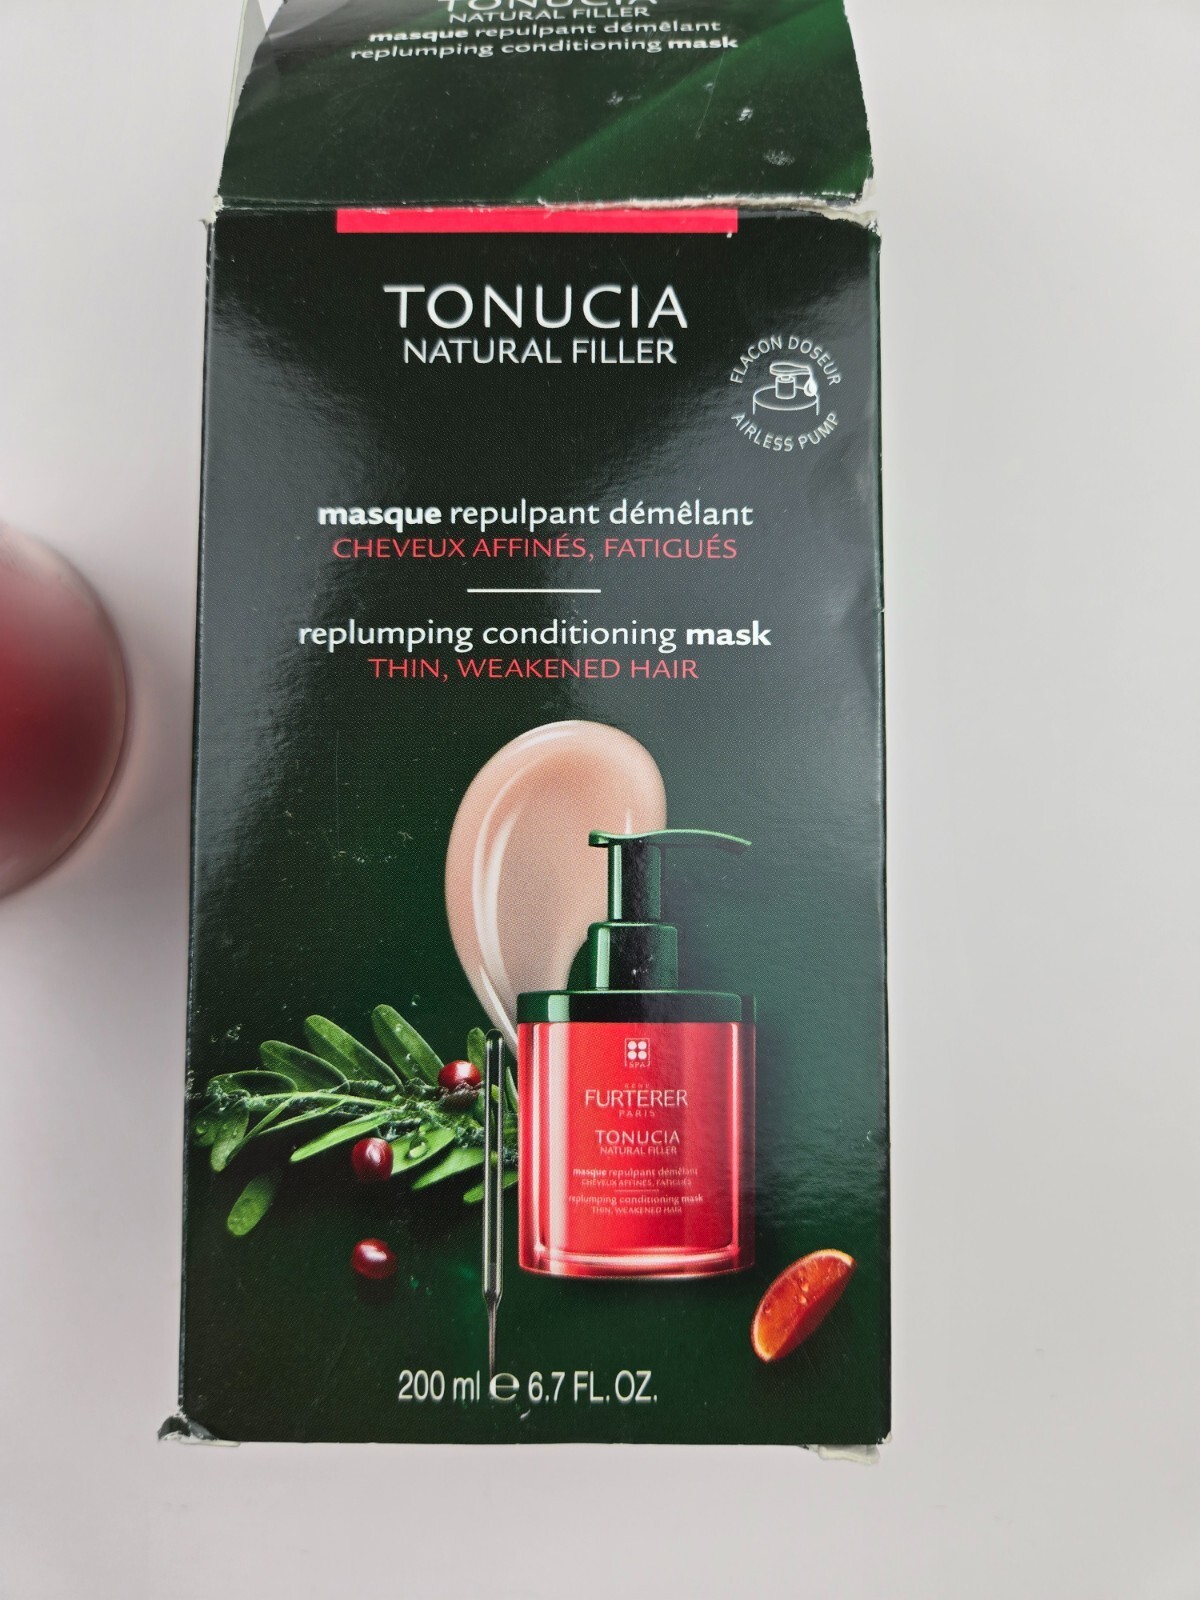 TONUCIA
NATURAL FILLER
masque repulpant démêlant
replumping conditioning mask
TONUCIA
NATURAL FILLER
FLACON DOSEUR
AIRLESS PUMP
masque repulpant démêlant
CHEVEUX AFFINÉS, FATIGUÉS
replumping conditioning mask
THIN, WEAKENED HAIR
SPA
RENE
FURTERER
PARIS
TONUCIA
NATURAL FILLER
masque repulpant démêlant
CHEVEUX AFFINÉS, FATIGUÉS
replumping conditioning mask
THIN, WEAKENED HAIR
200 ml e 6.7 FL. OZ.